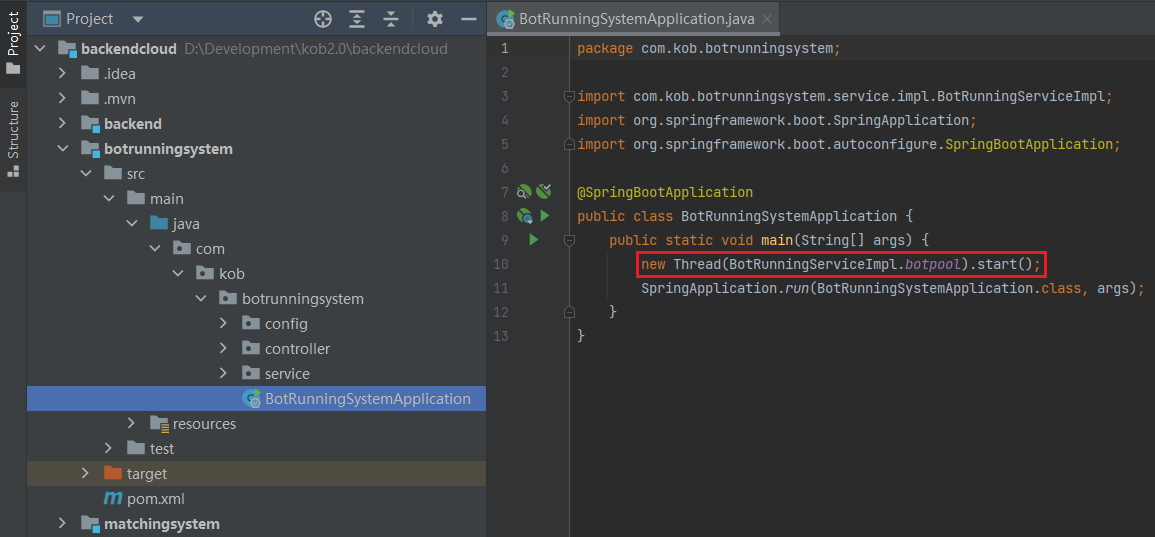 Project
Structure
Project
backendcloud D:\Development\kob2.0\backendcloud
.idea
.mvn
backend
botrunningsystem
src
main
java
com
kob
botrunningsystem
config
controller
service
BotRunningSystemApplication
resources
test
target
pom.xml
matchingsystem
BotRunningSystemApplication.java
1 package com.kob.botrunningsystem;
2
3 import com.kob.botrunningsystem.service.impl.BotRunningServiceImpl;
4 import org.springframework.boot.SpringApplication;
5 import org.springframework.boot.autoconfigure.SpringBootApplication;
6
7 @SpringBootApplication
8 public class BotRunningSystemApplication {
9 public static void main(String[] args) {
10 new Thread(BotRunningServiceImpl.botpool).start();
11 SpringApplication.run(BotRunningSystemApplication.class, args);
12 }
13 }